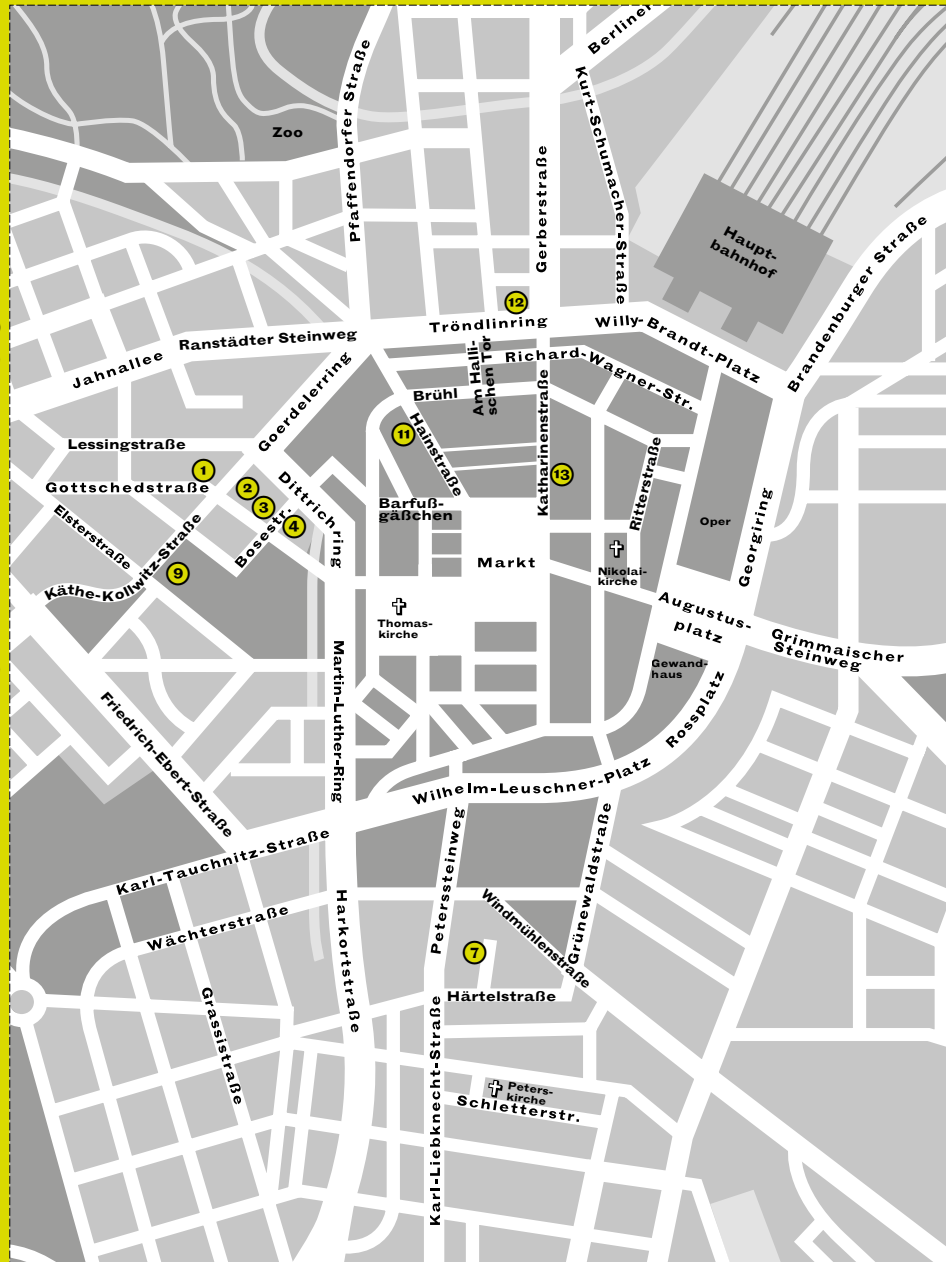 Berliner
Zoo
Pfaffendorfer Straße
Gerberstraße
Kurt-Schumacher-Straße
Haupt-
bahnhof
Brandenburger Straße
12
Tröndlinring
Willy-Brandt-Platz
Ranstädter Steinweg
Jahnallee
Am Halli-
schen Tor
Richard-Wagner-Str.
Brühl
Goerdelerring
Hainstraße
11
Katharinenstraße
13
Lessingstraße
1
Gottschedstraße
2
3
4
Dittrichring
Bosestr.
Barfuß-
gäßchen
Ritterstraße
Oper
Georgiring
Elsterstraße
Käthe-Kollwitz-Straße
9
Markt
Nikolai-
kirche
Thomas-
kirche
Augustus-
platz
Grimmaischer
Steinweg
Gewand-
haus
Rossplatz
Martin-Luther-Ring
Friedrich-Ebert-Straße
Wilhelm-Leuschner-Platz
Karl-Tauchnitz-Straße
Peterssteinweg
Grünewaldstraße
Windmühlenstraße
Wächterstraße
Harkortstraße
7
Härtelstraße
Grassistraße
Karl-Liebknecht-Straße
Peters-
kirche
Schletterstr.